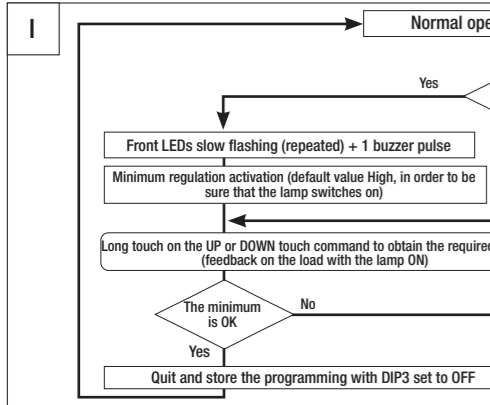 I
Normal ope
Yes
Front LEDs slow flashing (repeated) + 1 buzzer pulse
Minimum regulation activation (default value High, in order to be
sure that the lamp switches on)
Long touch on the UP or DOWN touch command to obtain the required
(feedback on the load with the lamp ON)
The minimum
is OK
No
Yes
Quit and store the programming with DIP3 set to OFF